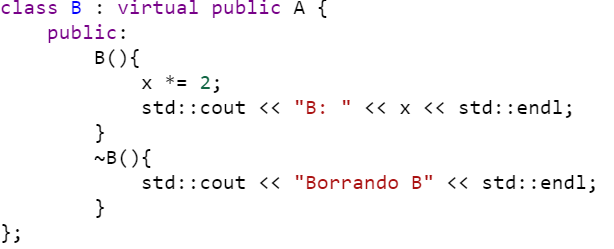 class B : virtual public A {
    public:
        B(){
            x *= 2;
            std::cout << "B: " << x << std::endl;
        }
        ~B(){
            std::cout << "Borrando B" << std::endl;
        }
};